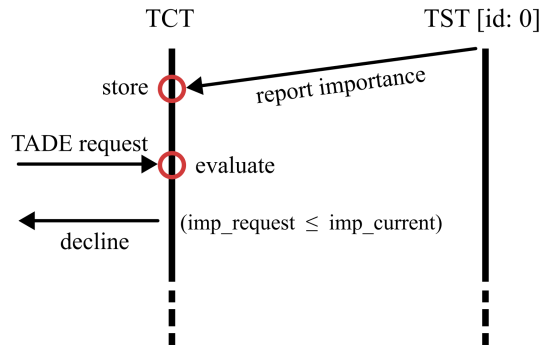 TCT
TST [id: 0]
store
report importance
TADE request
evaluate
(imp_request ≤ imp_current)
decline